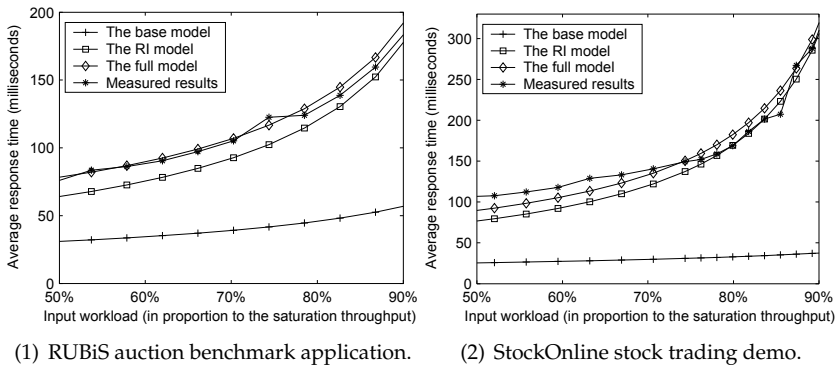 200
150
100
50
0
50%
60%
70%
80%
90%
Average response time (milliseconds)
Input workload (in proportion to the saturation throughput)
The base model
The RI model
The full model
Measured results
(1) RUBiS auction benchmark application.
300
250
200
150
100
50
0
50%
60%
70%
80%
90%
Average response time (milliseconds)
Input workload (in proportion to the saturation throughput)
The base model
The RI model
The full model
Measured results
(2) StockOnline stock trading demo.